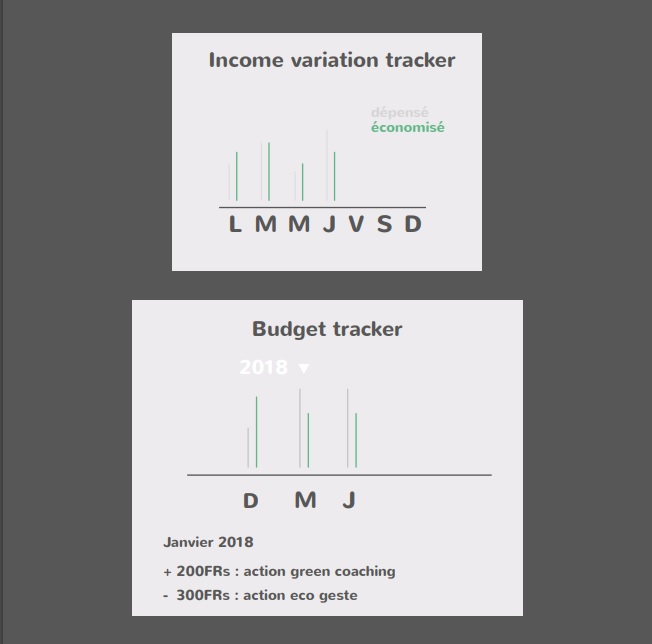 Income variation tracker
dépensé
économisé
L M M J V S D
Budget tracker
2018 ▼
D M J
Janvier 2018
+ 200FRs : action green coaching
- 300FRs : action eco geste